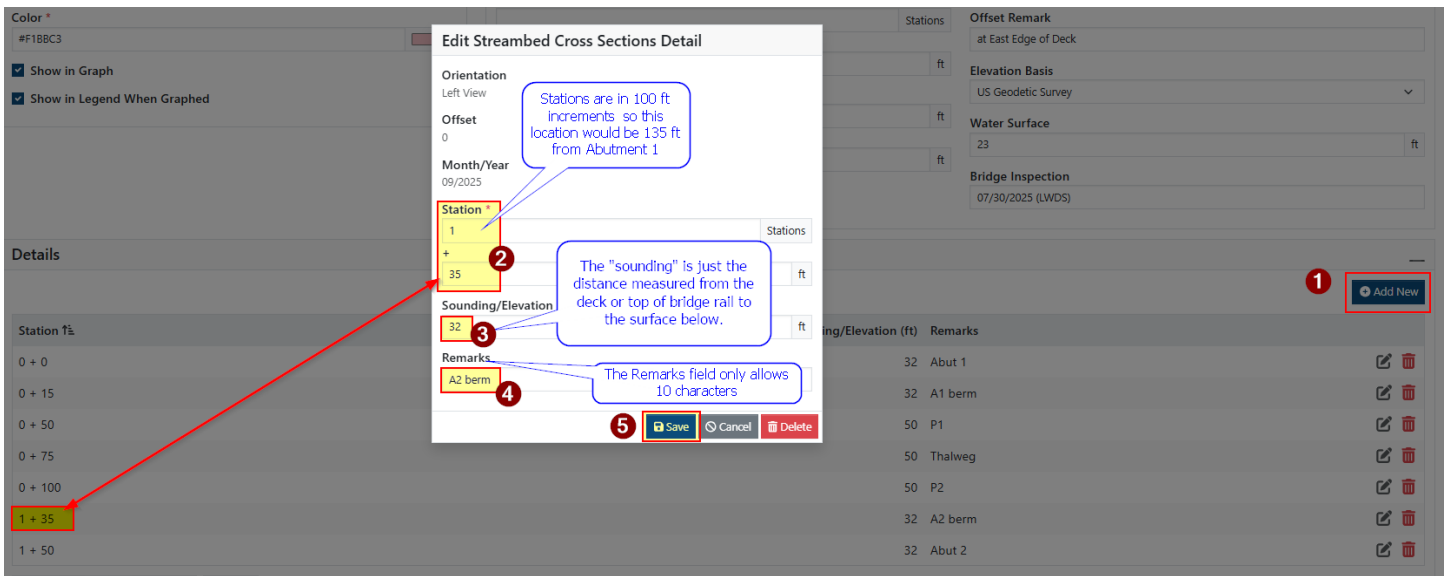 Color *
#F1BBC3
Show in Graph
Show in Legend When Graphed
Stations
ft
ft
ft
Offset Remark
at East Edge of Deck
Elevation Basis
US Geodetic Survey
Water Surface
23
ft
Bridge Inspection
07/30/2025 (LWDS)
Edit Streambed Cross Sections Detail
Orientation
Left View
Offset
0
Month/Year
09/2025
Stations are in 100 ft
increments so this
location would be 135 ft
from Abutment 1
Station *
1
Stations
+
2
35
ft
The "sounding" is just the
distance measured from the
deck or top of bridge rail to
the surface below.
Sounding/Elevation
32
3
ft
Remarks
A2 berm
4
The Remarks field only allows
10 characters
5
Save
Cancel
Delete
Details
1
Add New
Station
ing/Elevation (ft) Remarks
0 + 0 32 Abut 1
0 + 15 32 A1 berm
0 + 50 50 P1
0 + 75 50 Thalweg
0 + 100 50 P2
1 + 35 32 A2 berm
1 + 50 32 Abut 2